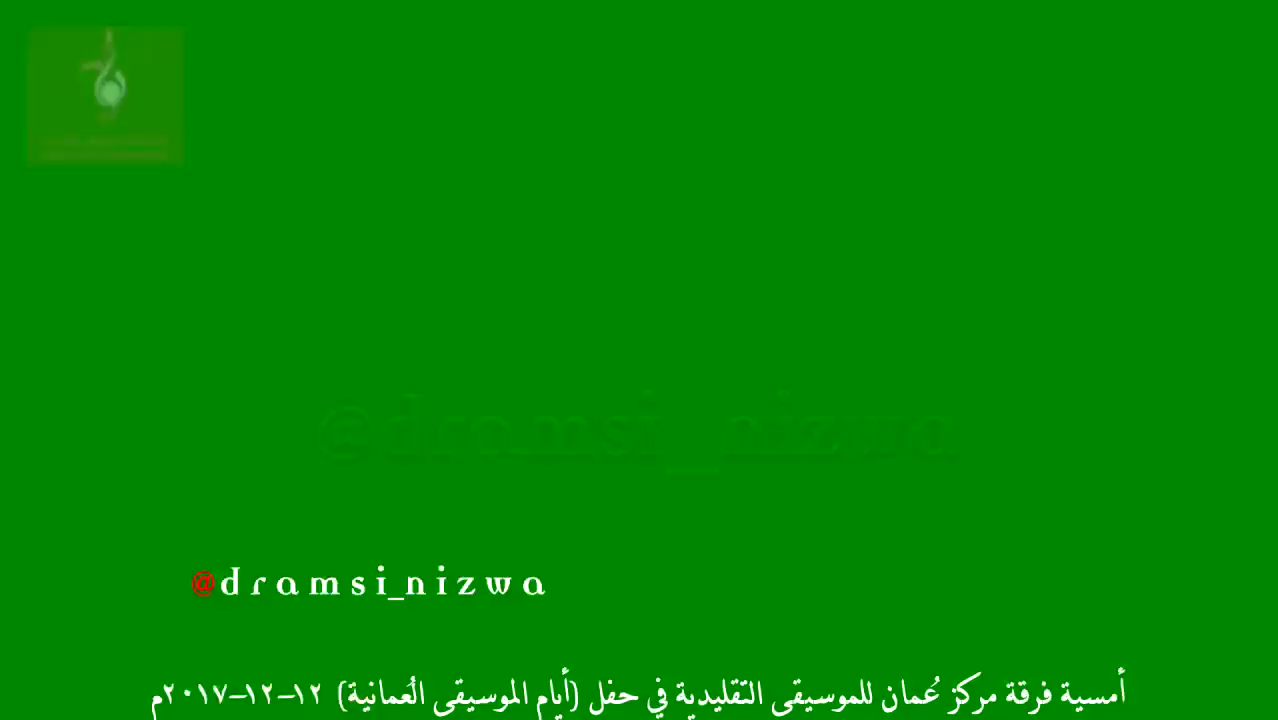 @dramsi_nizwa
@dramsi_nizwa
أمسية فرقة مركز عُمان للموسيقى التقليدية في حفل (أيام الموسيقى العُمانية) ١٢-١٢-٢٠١٧م